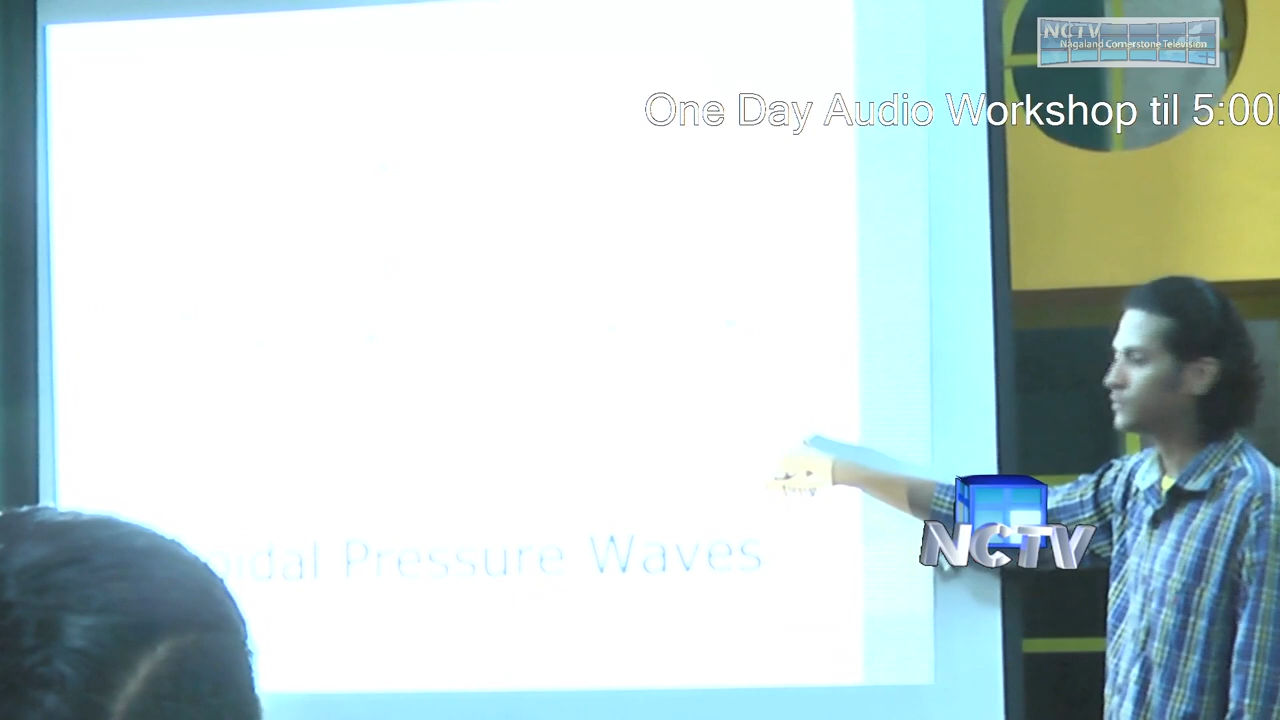 NCTV
Nagaland Cornerstone Television
One Day Audio Workshop til 5:00
Pressure Waves
NCTV